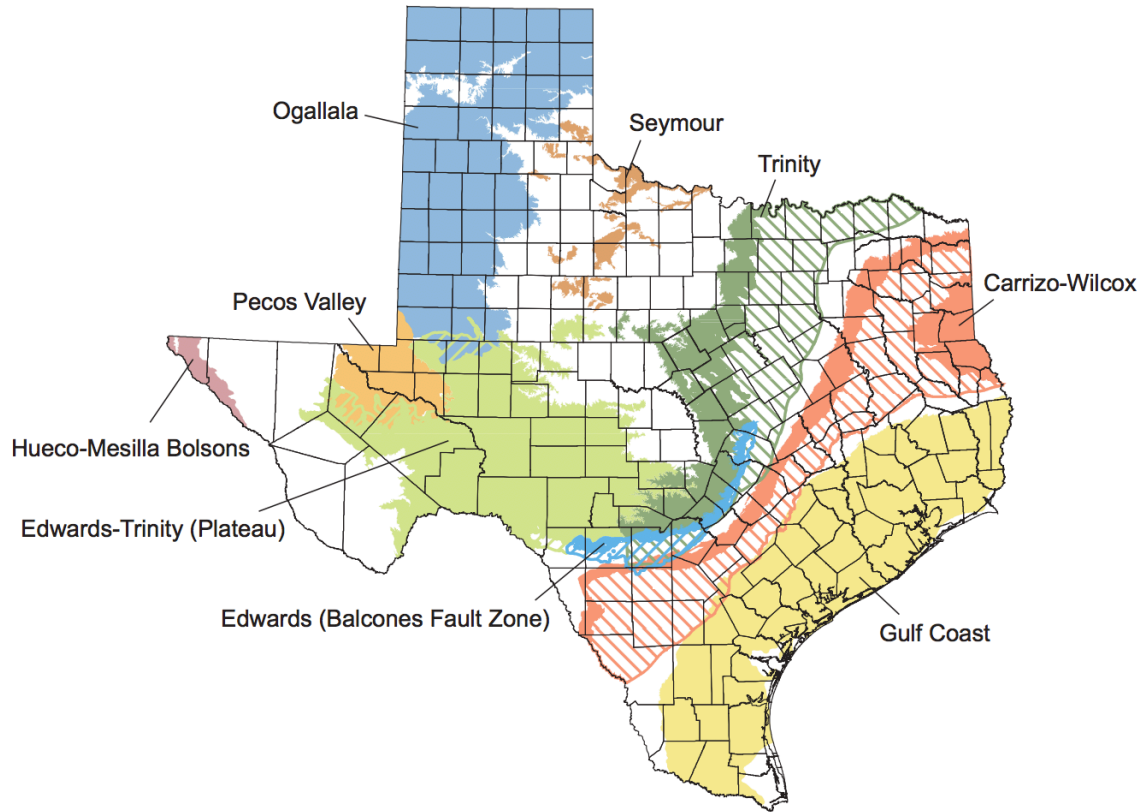 Ogallala
Seymour
Trinity
Carrizo-Wilcox
Pecos Valley
Hueco-Mesilla Bolsons
Edwards-Trinity (Plateau)
Edwards (Balcones Fault Zone)
Gulf Coast